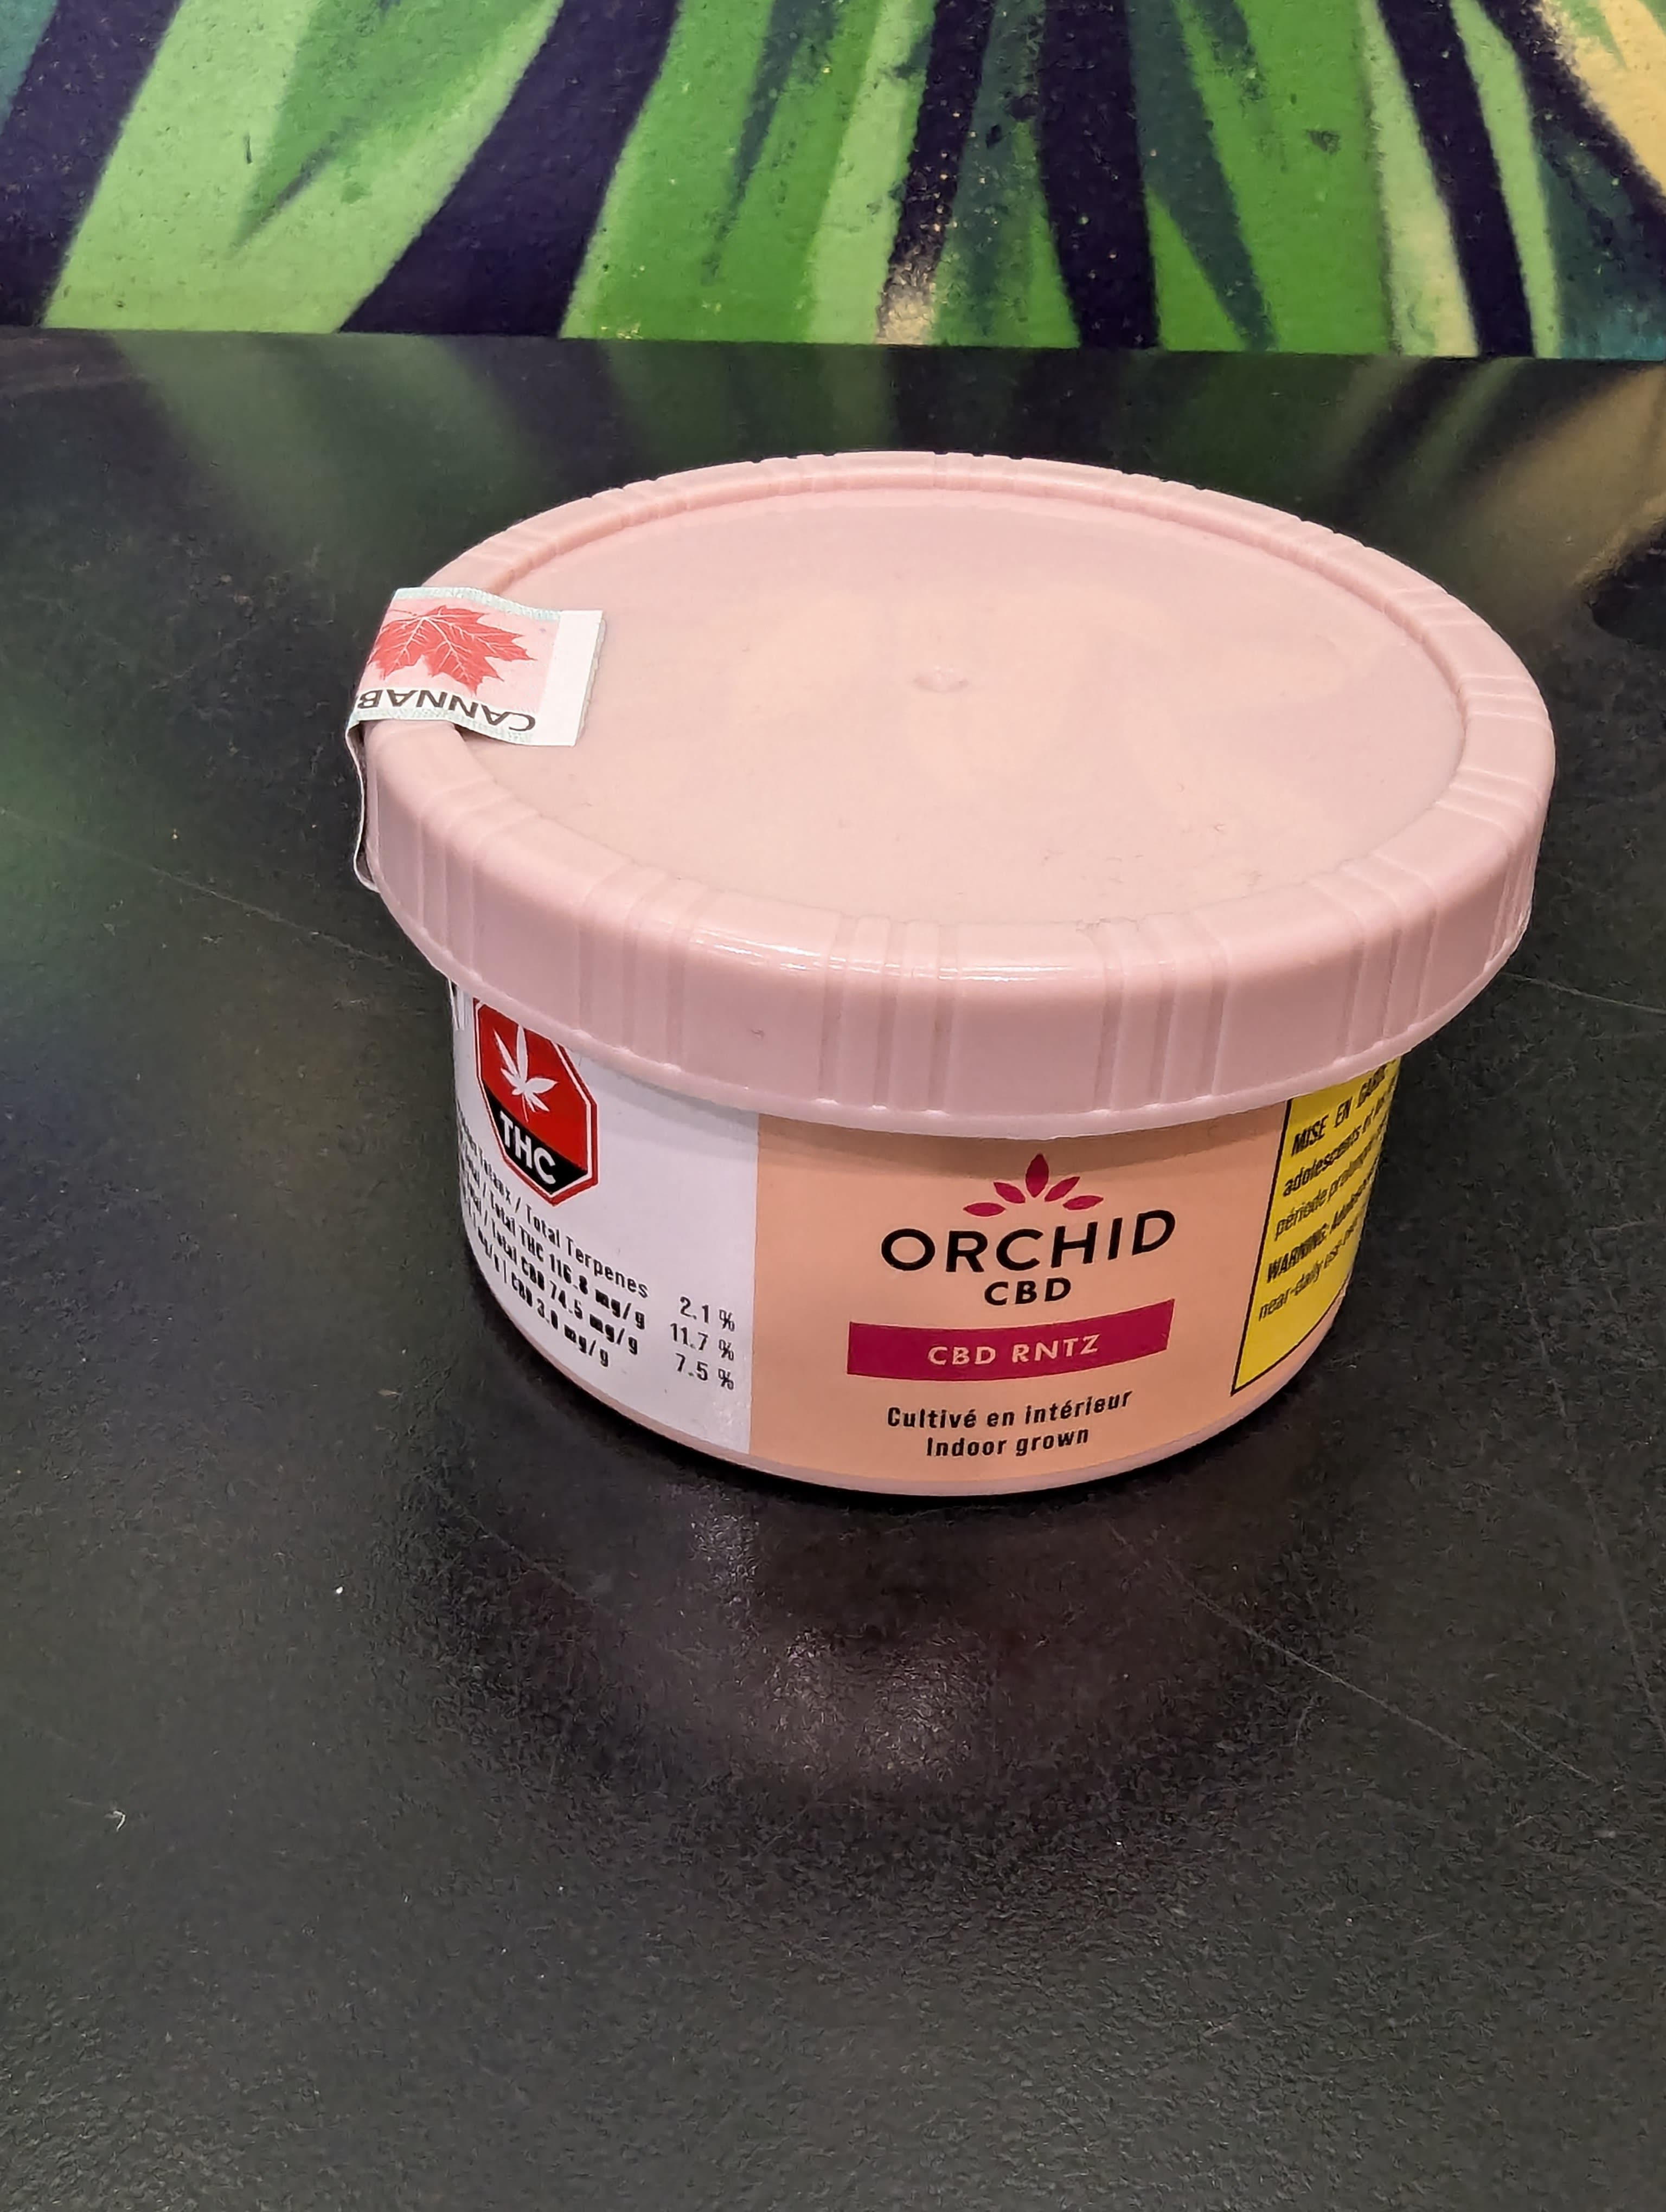 CANNAB
THC
/ Total Terpenes 2.1 %
/ Total THC 116.8 mg/g 11.7 %
/ Total CBD 74.5 mg/g 7.5 %
mg/g | CBD 3.0 mg/g
ORCHID
CBD
CBD RNTZ
Cultivé en intérieur
Indoor grown
MISE EN GARDE
adolescents
période
WARNING:
near-daily use